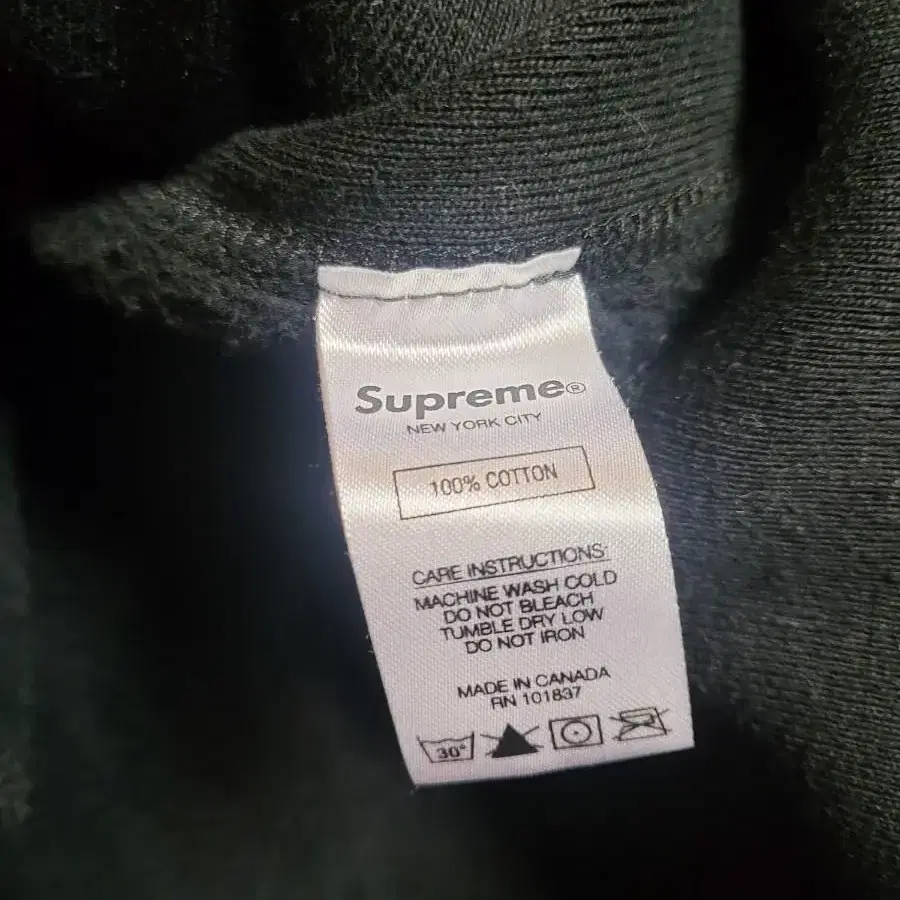 Supreme®
NEW YORK CITY
100% COTTON
CARE INSTRUCTIONS:
MACHINE WASH COLD
DO NOT BLEACH
TUMBLE DRY LOW
DO NOT IRON
MADE IN CANADA
RN 101837
30°